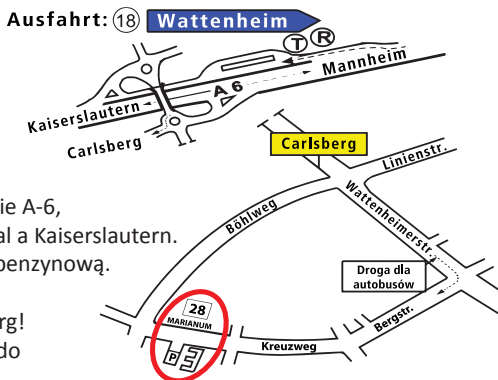 Ausfahrt: 18 Wattenheim
T R
A 6
Mannheim
Kaiserslautern
Carlsberg
Carlsberg
Linienstr.
Wattenheimerstr.
Böhlweg
ie A-6,
al a Kaiserslautern.
benzynową.
Droga dla
autobusów
28
MARIANUM
Bergstr.
rg!
Kreuzweg
P
do